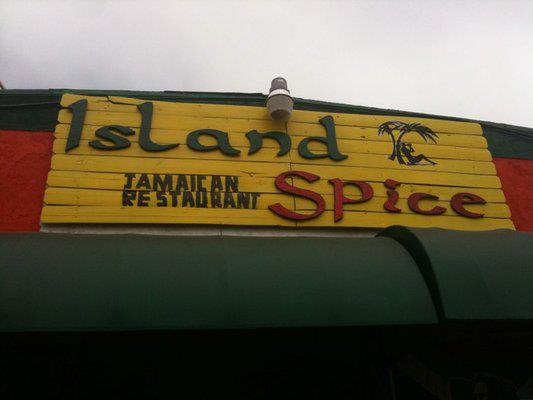 Island
JAMAICAN
RESTAURANT
Spice